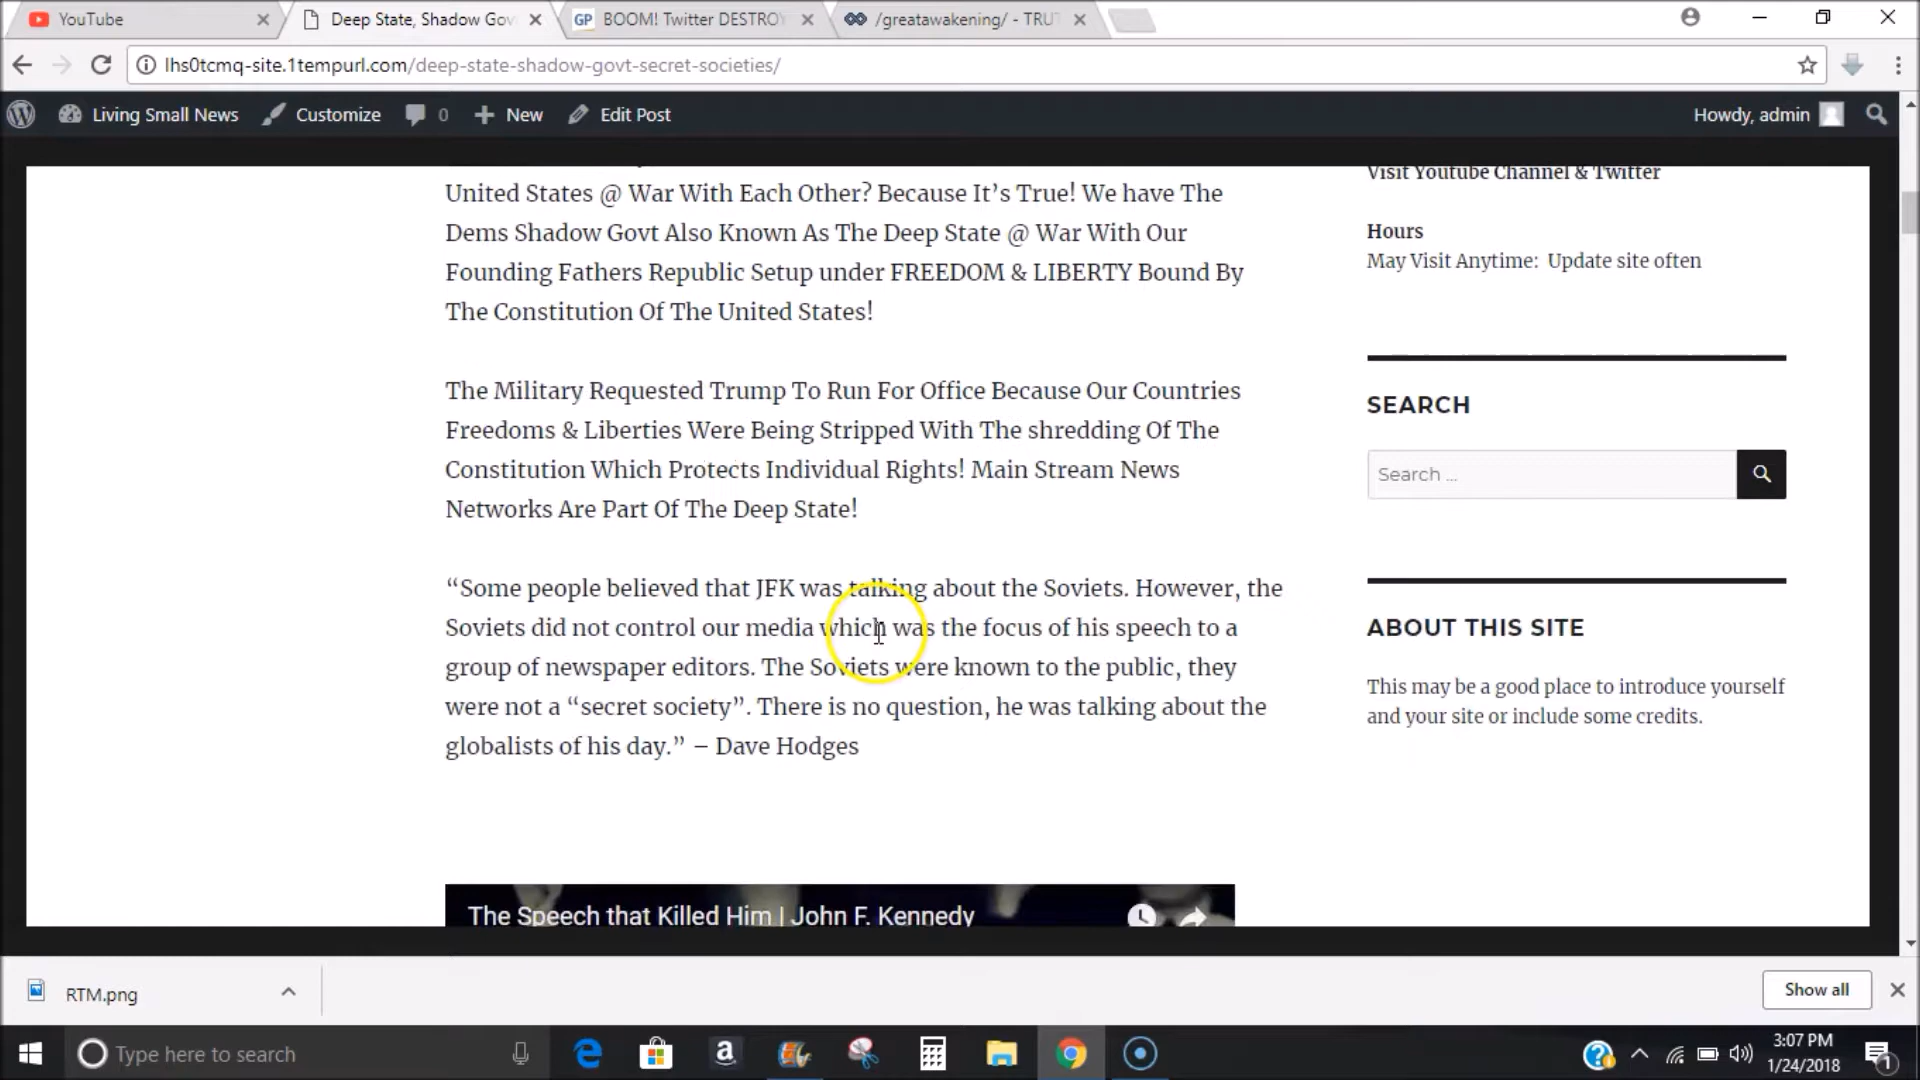 YouTube
Deep State, Shadow Gov
GP BOOM! Twitter DESTROY
/greatawakening/ - TRUT
lhs0tcmq-site.1tempurl.com/deep-state-shadow-govt-secret-societies/
Living Small News
Customize
0
New
Edit Post
Howdy, admin
United States @ War With Each Other? Because It’s True! We have The
Dems Shadow Govt Also Known As The Deep State @ War With Our
Founding Fathers Republic Setup under FREEDOM & LIBERTY Bound By
The Constitution Of The United States!
The Military Requested Trump To Run For Office Because Our Countries
Freedoms & Liberties Were Being Stripped With The shredding Of The
Constitution Which Protects Individual Rights! Main Stream News
Networks Are Part Of The Deep State!
“Some people believed that JFK was talking about the Soviets. However, the
Soviets did not control our media which was the focus of his speech to a
group of newspaper editors. The Soviets were known to the public, they
were not a “secret society”. There is no question, he was talking about the
globalists of his day.” – Dave Hodges
The Speech that Killed Him | John F. Kennedy
Visit Youtube Channel & Twitter
Hours
May Visit Anytime: Update site often
SEARCH
Search ...
ABOUT THIS SITE
This may be a good place to introduce yourself
and your site or include some credits.
RTM.png
Show all
Type here to search
3:07 PM
1/24/2018
1